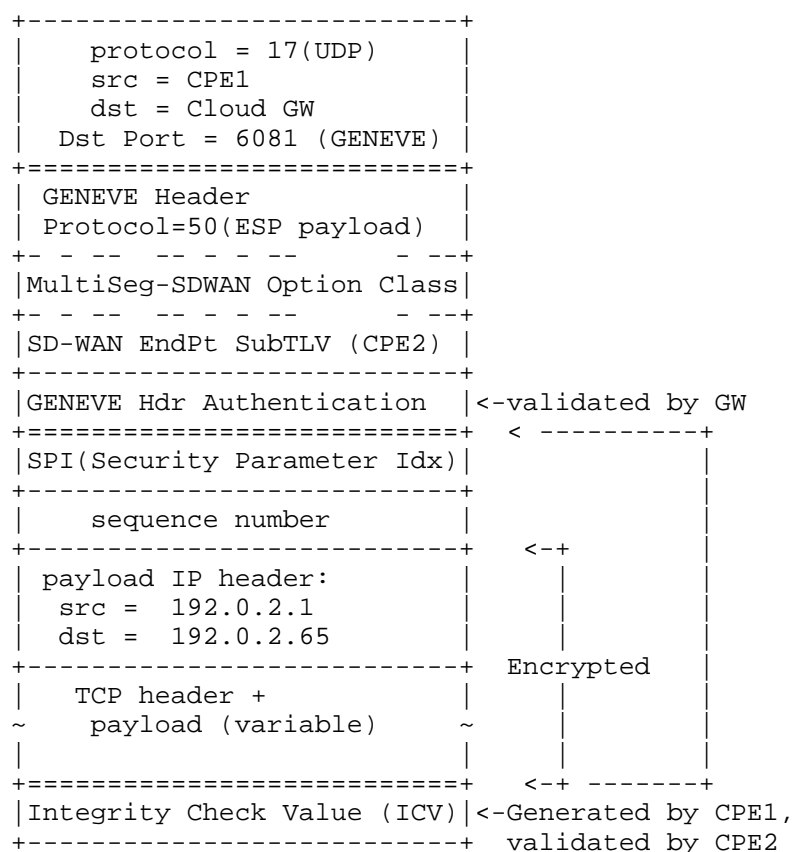 +---------------------------+
|    protocol = 17(UDP)     |
|    src = CPE1             |
|    dst = Cloud GW         |
|  Dst Port = 6081 (GENEVE) |
+===========================+
| GENEVE Header             |
| Protocol=50(ESP payload)  |
+- - --  -- - - --      - --+
|MultiSeg-SDWAN Option Class|
+- - --  -- - - --      - --+
|SD-WAN EndPt SubTLV (CPE2) |
+---------------------------+
|GENEVE Hdr Authentication  |<-validated by GW
+===========================+  < ----------+
|SPI(Security Parameter Idx)|              |
+---------------------------+              |
|    sequence number        |              |
+---------------------------+   <-+        |
| payload IP header:        |     |        |
|  src =  192.0.2.1         |     |        |
|  dst =  192.0.2.65        |     |        |
+---------------------------+  Encrypted   |
|   TCP header +            |     |        |
~    payload (variable)     ~     |        |
|                           |     |        |
+===========================+   <-+ -------+
|Integrity Check Value (ICV)|<-Generated by CPE1,
+---------------------------+  validated by CPE2